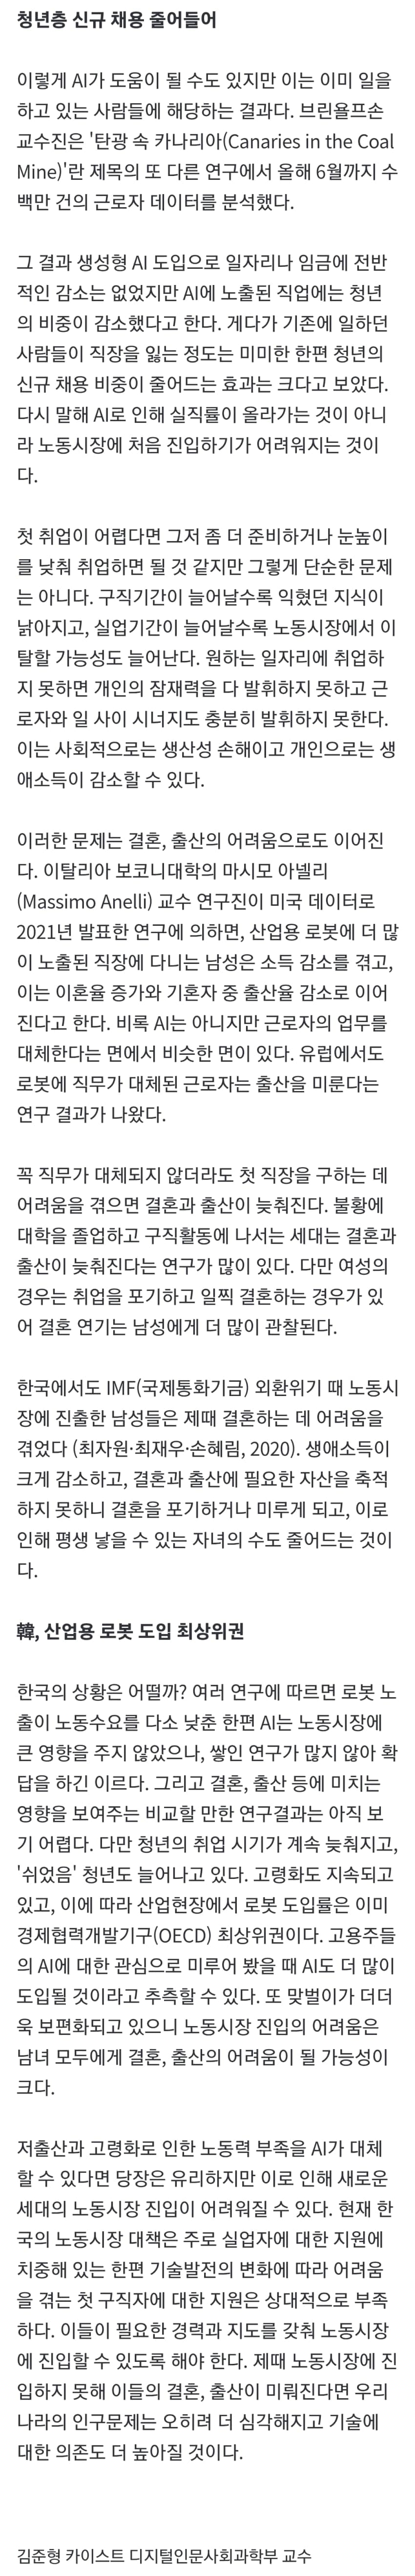 청년층 신규 채용 줄어들어
이렇게 AI가 도움이 될 수도 있지만 이는 이미 일을
하고 있는 사람들에 해당하는 결과다. 브린욜프손
교수진은 '탄광 속 카나리아(Canaries in the Coal
Mine)'란 제목의 또 다른 연구에서 올해 6월까지 수
백만 건의 근로자 데이터를 분석했다.
그 결과 생성형 AI 도입으로 일자리나 임금에 전반
적인 감소는 없었지만 AI에 노출된 직업에는 청년
의 비중이 감소했다고 한다. 게다가 기존에 일하던
사람들이 직장을 잃는 정도는 미미한 한편 청년의
신규 채용 비중이 줄어드는 효과는 크다고 보았다.
다시 말해 AI로 인해 실직률이 올라가는 것이 아니
라 노동시장에 처음 진입하기가 어려워지는 것이
다.
첫 취업이 어렵다면 그저 좀 더 준비하거나 눈높이
를 낮춰 취업하면 될 것 같지만 그렇게 단순한 문제
는 아니다. 구직기간이 늘어날수록 익혔던 지식이
낡아지고, 실업기간이 늘어날수록 노동시장에서 이
탈할 가능성도 늘어난다. 원하는 일자리에 취업하
지 못하면 개인의 잠재력을 다 발휘하지 못하고 근
로자와 일 사이 시너지도 충분히 발휘하지 못한다.
이는 사회적으로는 생산성 손해이고 개인으로는 생
애소득이 감소할 수 있다.
이러한 문제는 결혼, 출산의 어려움으로도 이어진
다. 이탈리아 보코니대학의 마시모 아넬리
(Massimo Anelli) 교수 연구진이 미국 데이터로
2021년 발표한 연구에 의하면, 산업용 로봇에 더 많
이 노출된 직장에 다니는 남성은 소득 감소를 겪고,
이는 이혼율 증가와 기혼자 중 출산율 감소로 이어
진다고 한다. 비록 AI는 아니지만 근로자의 업무를
대체한다는 면에서 비슷한 면이 있다. 유럽에서도
로봇에 직무가 대체된 근로자는 출산을 미룬다는
연구 결과가 나왔다.
꼭 직무가 대체되지 않더라도 첫 직장을 구하는 데
어려움을 겪으면 결혼과 출산이 늦춰진다. 불황에
대학을 졸업하고 구직활동에 나서는 세대는 결혼과
출산이 늦춰진다는 연구가 많이 있다. 다만 여성의
경우는 취업을 포기하고 일찍 결혼하는 경우가 있
어 결혼 연기는 남성에게 더 많이 관찰된다.
한국에서도 IMF(국제통화기금) 외환위기 때 노동시
장에 진출한 남성들은 제때 결혼하는 데 어려움을
겪었다 (최자원·최재우·손혜림, 2020). 생애소득이
크게 감소하고, 결혼과 출산에 필요한 자산을 축적
하지 못하니 결혼을 포기하거나 미루게 되고, 이로
인해 평생 낳을 수 있는 자녀의 수도 줄어드는 것이
다.
韓, 산업용 로봇 도입 최상위권
한국의 상황은 어떨까? 여러 연구에 따르면 로봇 노
출이 노동수요를 다소 낮춘 한편 AI는 노동시장에
큰 영향을 주지 않았으나, 쌓인 연구가 많지 않아 확
답을 하긴 이르다. 그리고 결혼, 출산 등에 미치는
영향을 보여주는 비교할 만한 연구결과는 아직 보
기 어렵다. 다만 청년의 취업 시기가 계속 늦춰지고,
'쉬었음' 청년도 늘어나고 있다. 고령화도 지속되고
있고, 이에 따라 산업현장에서 로봇 도입률은 이미
경제협력개발기구(OECD) 최상위권이다. 고용주들
의 AI에 대한 관심으로 미루어 봤을 때 AI도 더 많이
도입될 것이라고 추측할 수 있다. 또 맞벌이가 더더
욱 보편화되고 있으니 노동시장 진입의 어려움은
남녀 모두에게 결혼, 출산의 어려움이 될 가능성이
크다.
저출산과 고령화로 인한 노동력 부족을 AI가 대체
할 수 있다면 당장은 유리하지만 이로 인해 새로운
세대의 노동시장 진입이 어려워질 수 있다. 현재 한
국의 노동시장 대책은 주로 실업자에 대한 지원에
치중해 있는 한편 기술발전의 변화에 따라 어려움
을 겪는 첫 구직자에 대한 지원은 상대적으로 부족
하다. 이들이 필요한 경력과 지도를 갖춰 노동시장
에 진입할 수 있도록 해야 한다. 제때 노동시장에 진
입하지 못해 이들의 결혼, 출산이 미뤄진다면 우리
나라의 인구문제는 오히려 더 심각해지고 기술에
대한 의존도 더 높아질 것이다.
김준형 카이스트 디지털인문사회과학부 교수